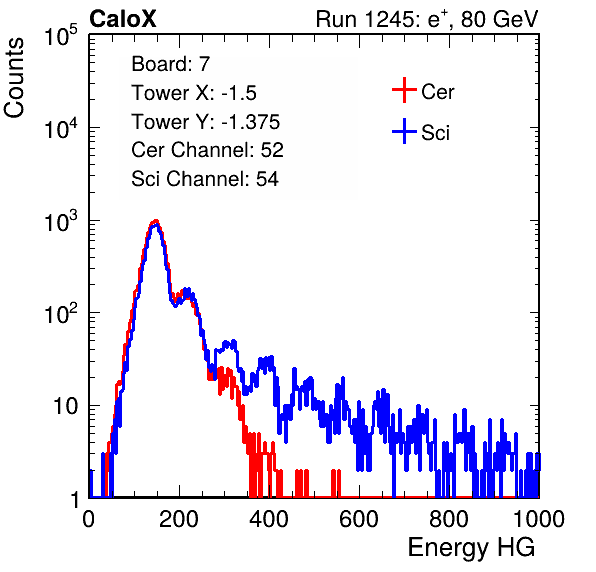 CaloX Run 1245: e⁺, 80 GeV
Counts
Board: 7
Tower X: -1.5
Tower Y: -1.375
Cer Channel: 52
Sci Channel: 54
Cer
Sci
10⁵
10⁴
10³
10²
10
1
0 200 400 600 800 1000
Energy HG